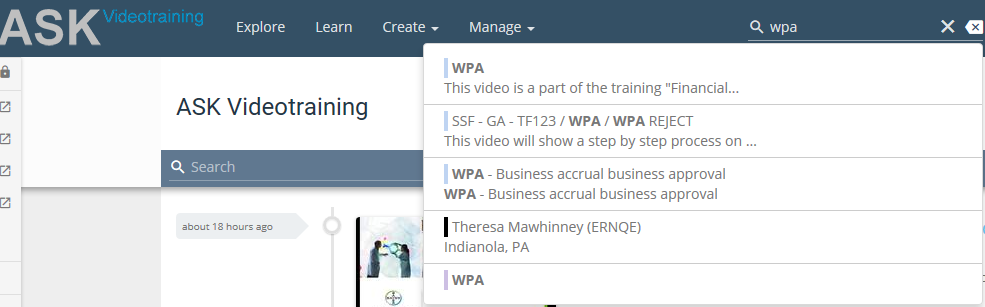 ASK Videotraining
Explore Learn Create Manage wpa
WPA
This video is a part of the training "Financial...
ASK Videotraining
SSF - GA - TF123 / WPA / WPA REJECT
This video will show a step by step process on ...
Search
WPA - Business accrual business approval
WPA - Business accrual business approval
about 18 hours ago
Theresa Mawhinney (ERNQE)
Indianola, PA
WPA